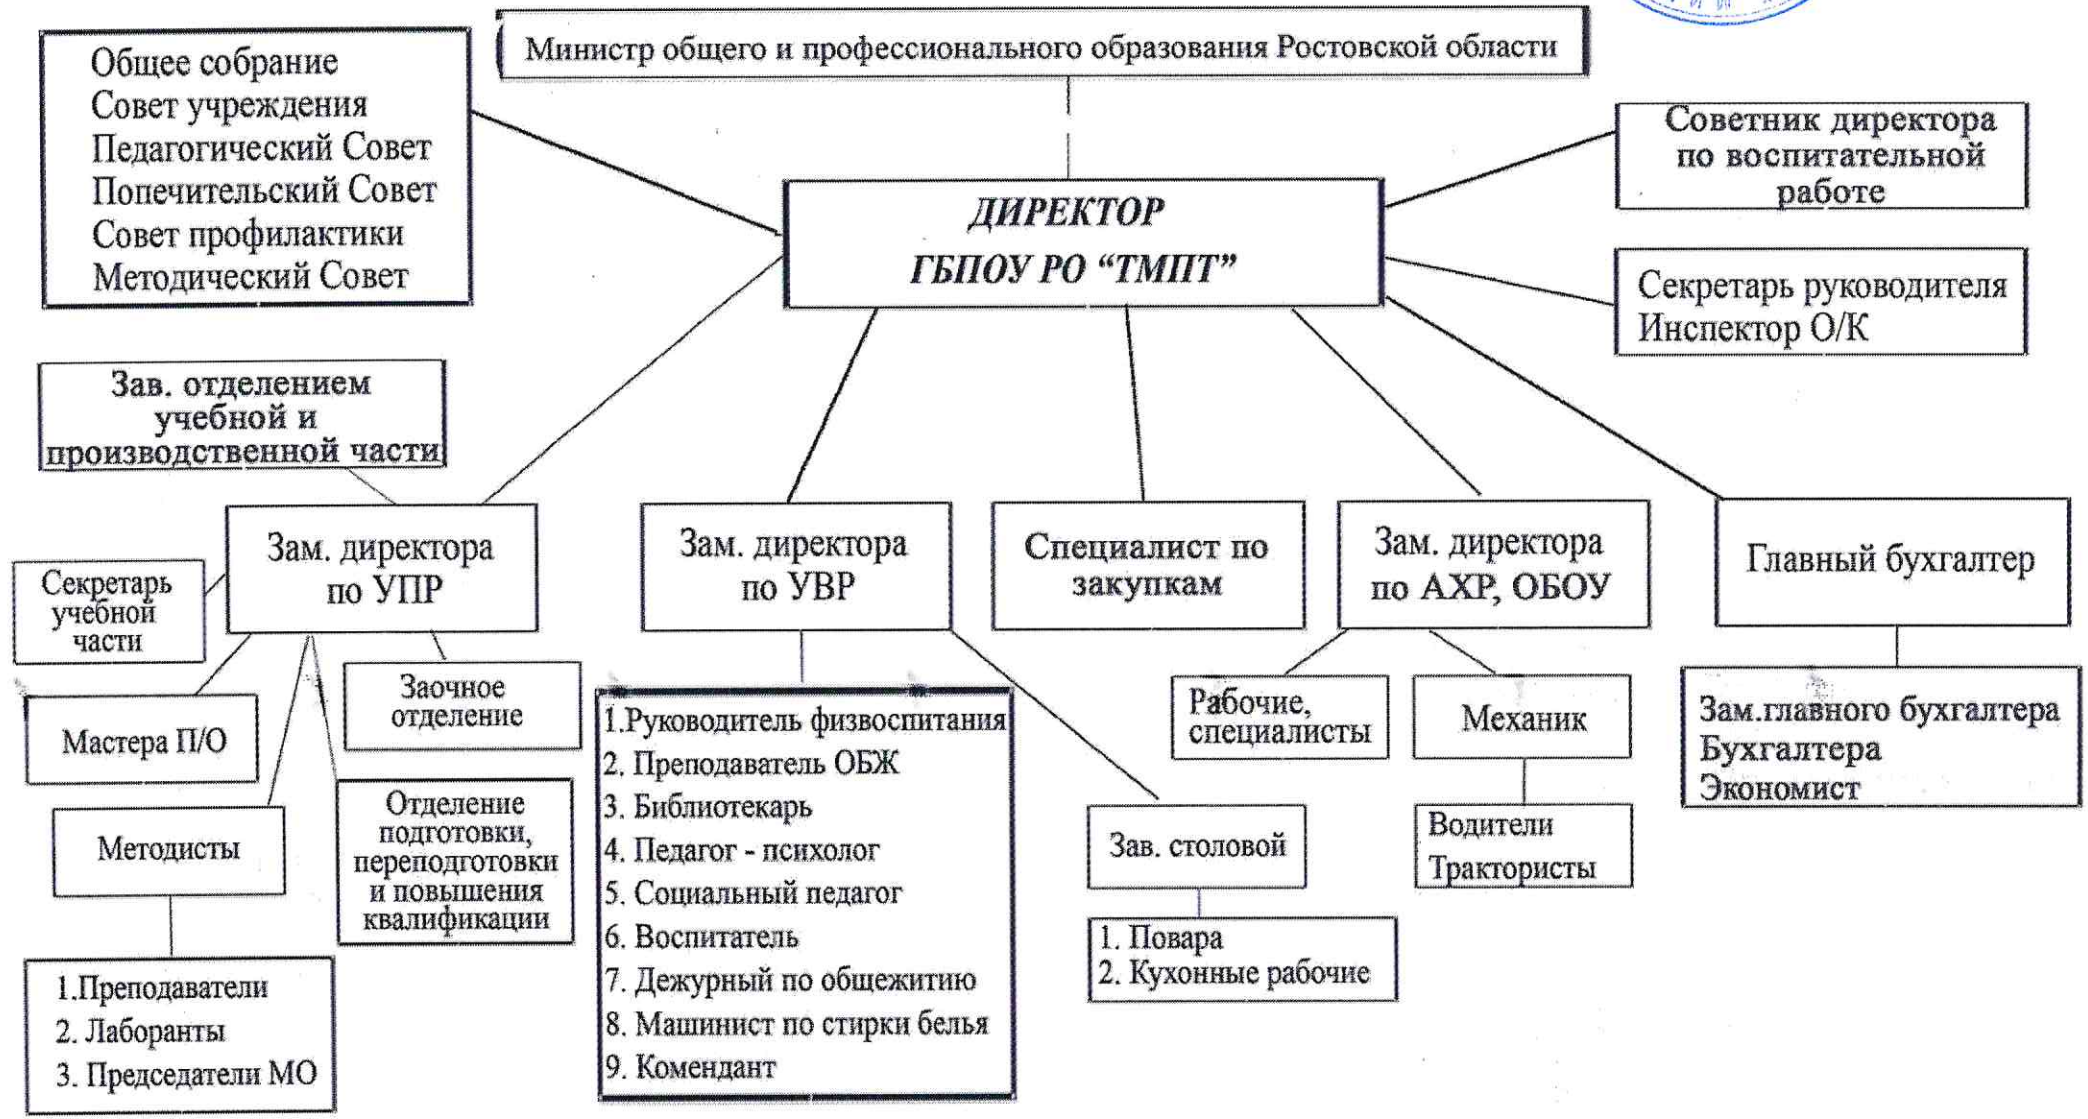 Министр общего и профессионального образования Ростовской области
Общее собрание
Совет учреждения
Педагогический Совет
Попечительский Совет
Совет профилактики
Методический Совет
Советник директора
по воспитательной
работе
ДИРЕКТОР
ГБПОУ РО “ТМПТ”
Секретарь руководителя
Инспектор О/К
Зав. отделением
учебной и
производственной части
Зам. директора
по УПР
Зам. директора
по УВР
Специалист по
закупкам
Зам. директора
по АХР, ОБОУ
Главный бухгалтер
Секретарь
учебной
части
Мастера П/О
Заочное
отделение
Методисты
Отделение
подготовки,
переподготовки
и повышения
квалификации
1.Преподаватели
2. Лаборанты
3. Председатели МО
1.Руководитель физвоспитания
2. Преподаватель ОБЖ
3. Библиотекарь
4. Педагог - психолог
5. Социальный педагог
6. Воспитатель
7. Дежурный по общежитию
8. Машинист по стирки белья
9. Комендант
Зав. столовой
1. Повара
2. Кухонные рабочие
Рабочие,
специалисты
Механик
Водители
Трактористы
Зам.главного бухгалтера
Бухгалтера
Экономист